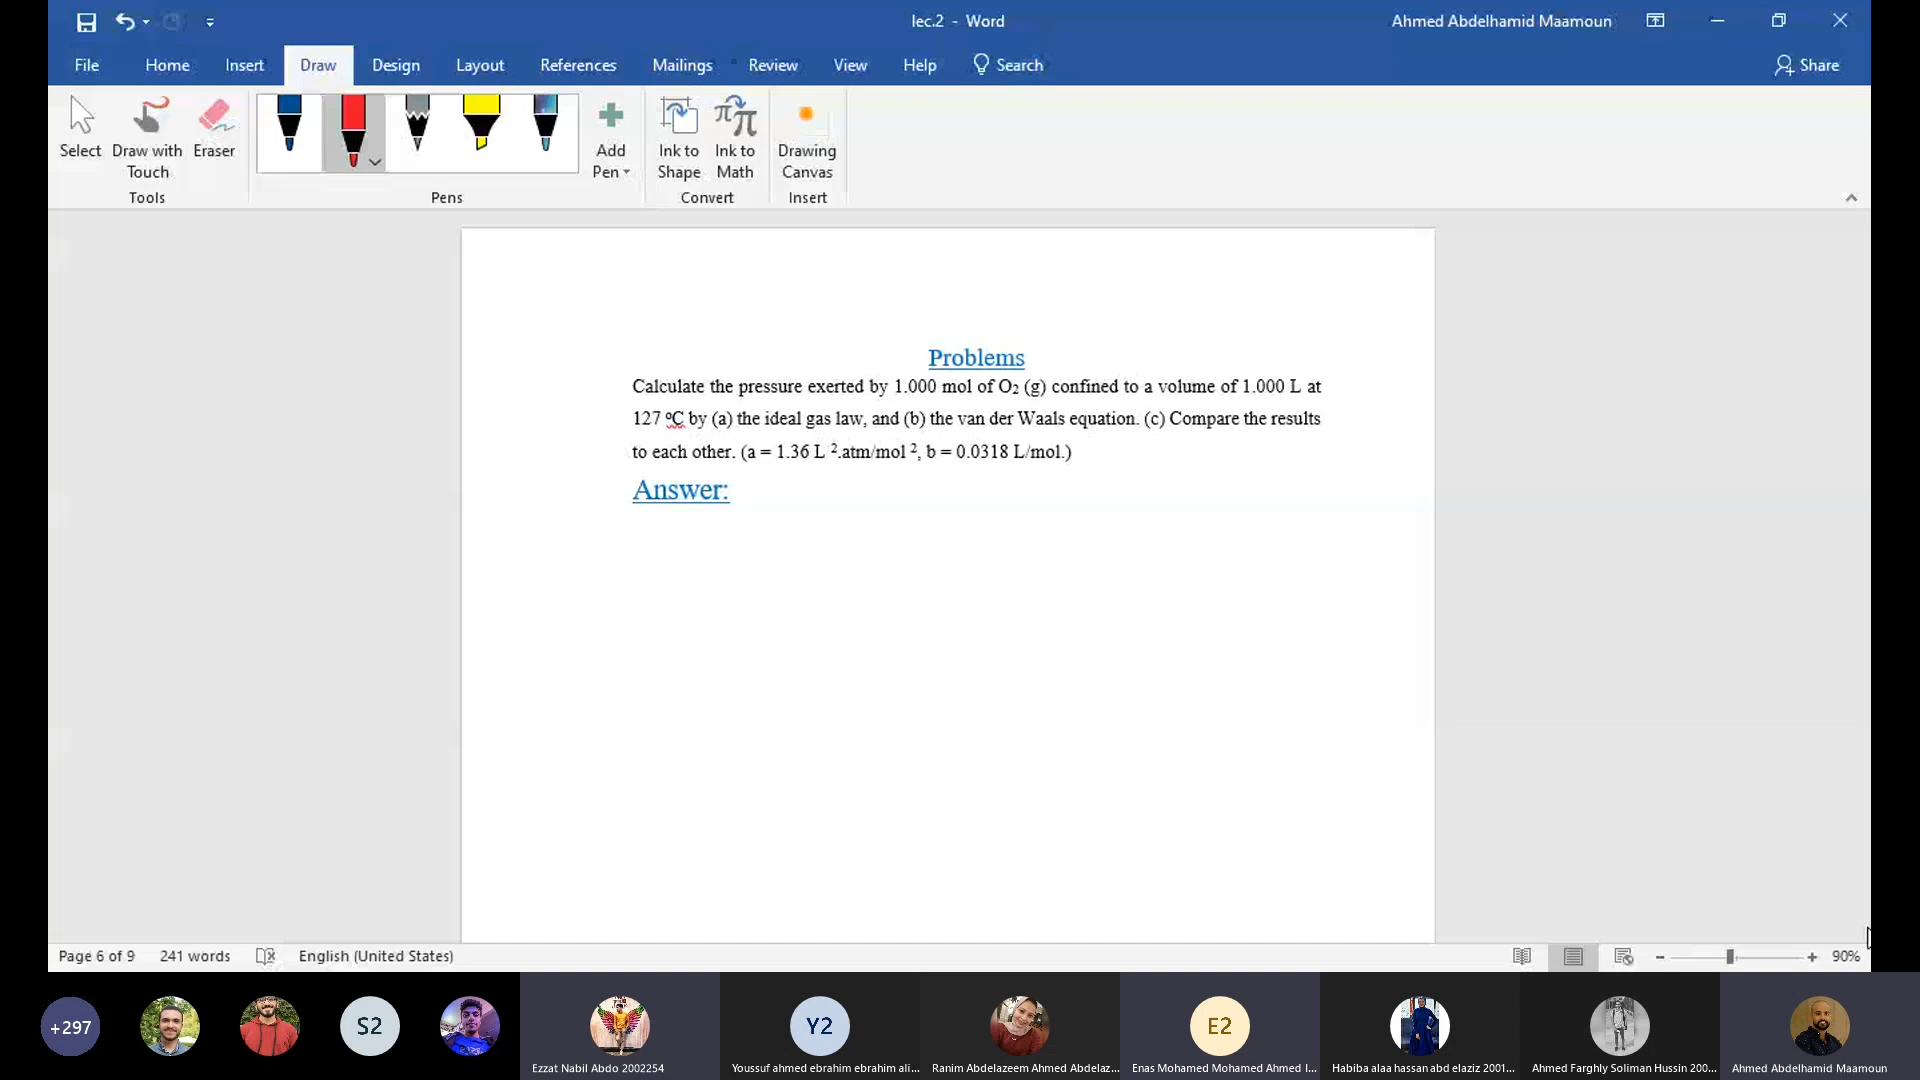 lec.2 - Word
Ahmed Abdelhamid Maamoun
File Home Insert Draw Design Layout References Mailings Review View Help Search Share
Select
Draw with Touch
Eraser
Add Pen
Ink to Shape
Ink to Math
Drawing Canvas
Tools Pens Convert Insert
Problems
Calculate the pressure exerted by 1.000 mol of O₂ (g) confined to a volume of 1.000 L at
127 ºC by (a) the ideal gas law, and (b) the van der Waals equation. (c) Compare the results
to each other. (a = 1.36 L ².atm/mol ², b = 0.0318 L/mol.)
Answer:
Page 6 of 9 241 words English (United States) 90%
+297 S2 Y2 E2
Ezzat Nabil Abdo 2002254
Youssuf ahmed ebrahim ebrahim ali...
Ranim Abdelazeem Ahmed Abdelaz...
Enas Mohamed Mohamed Ahmed I...
Habiba alaa hassan abd elaziz 2001...
Ahmed Farghly Soliman Hussin 200...
Ahmed Abdelhamid Maamoun